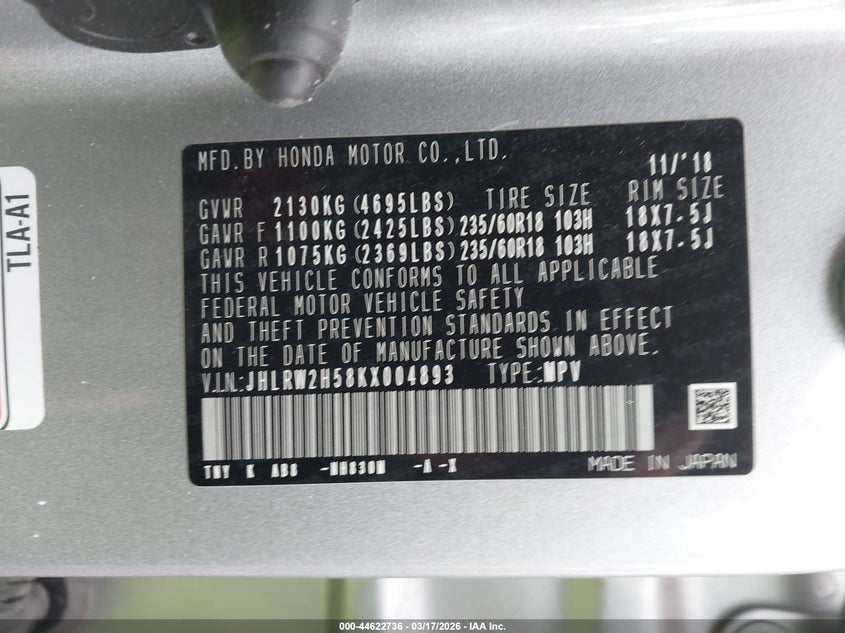 MFD. BY HONDA MOTOR CO.,LTD. 11/'18
GVWR 2130KG (4695LBS) TIRE SIZE RIM SIZE
GAWR F 1100KG (2425LBS) 235/60R18 103H 18X7.5J
GAWR R 1075KG (2369LBS) 235/60R18 103H 18X7.5J
THIS VEHICLE CONFORMS TO ALL APPLICABLE
FEDERAL MOTOR VEHICLE SAFETY
AND THEFT PREVENTION STANDARDS IN EFFECT
ON THE DATE OF MANUFACTURE SHOWN ABOVE.
V.I.N.:JHLRW2H58KX004893 TYPE:MPV
TNY K AB8 -NH830M -A -X
MADE IN JAPAN
TLA-A1
000-44622736 - 03/17/2026 - IAA Inc.